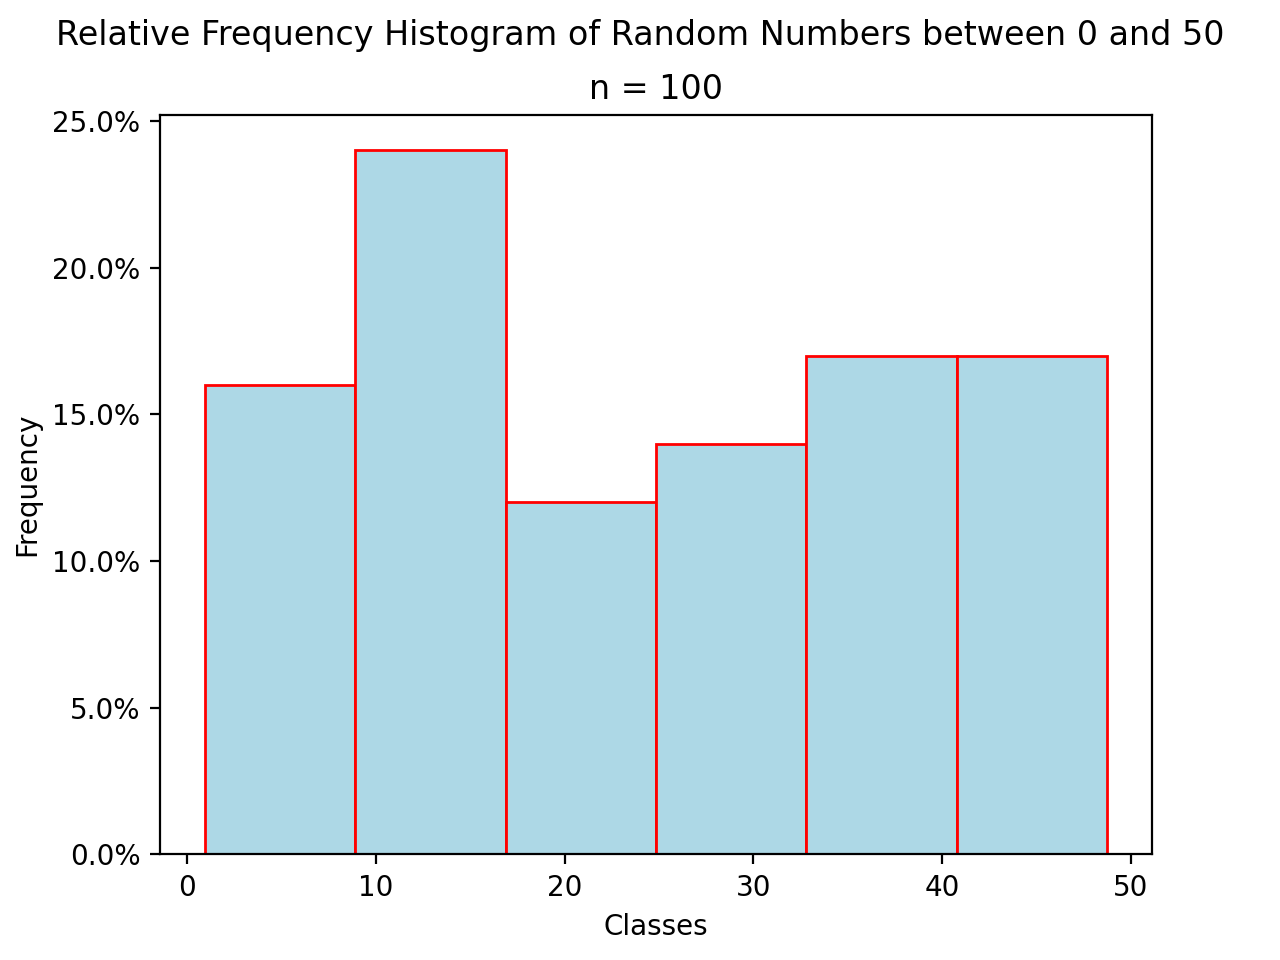 Relative Frequency Histogram of Random Numbers between 0 and 50
n = 100
25.0%
20.0%
15.0%
10.0%
5.0%
0.0%
Frequency
0 10 20 30 40 50
Classes